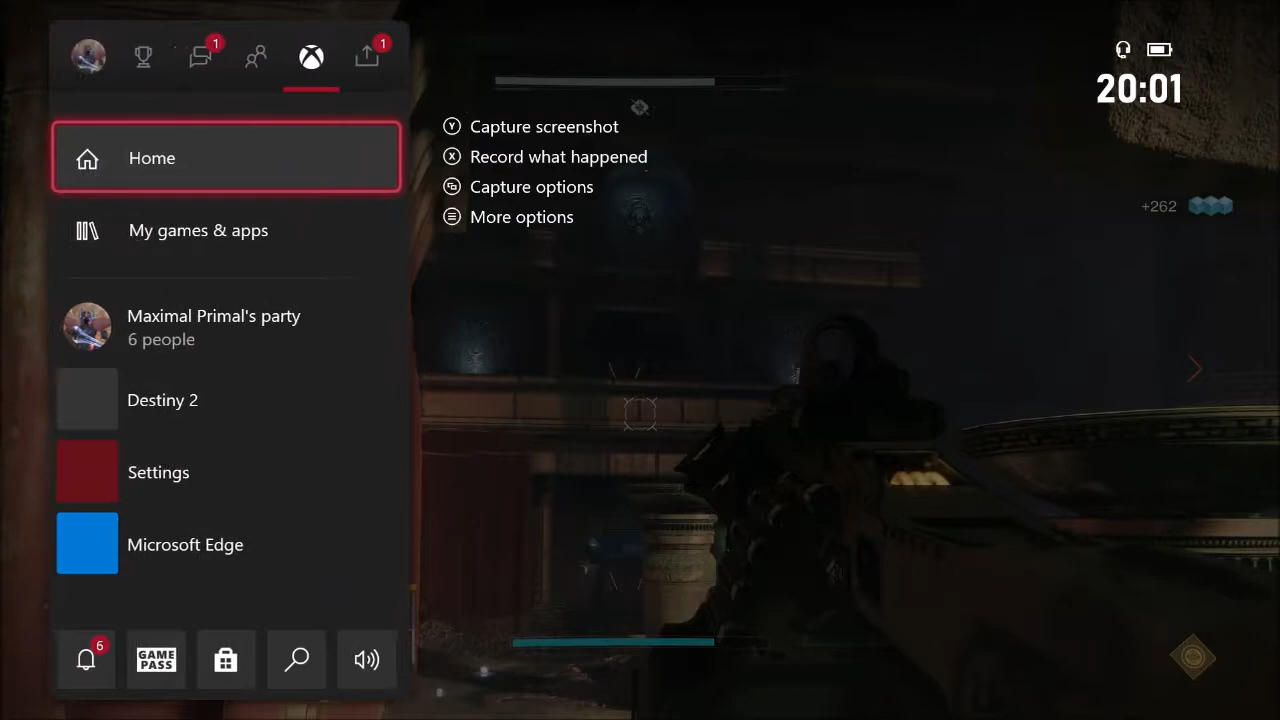 1
1
20:01
Home
Y Capture screenshot
X Record what happened
Capture options
More options
My games & apps
+262
Maximal Primal's party
6 people
Destiny 2
Settings
Microsoft Edge
6
GAME
PASS